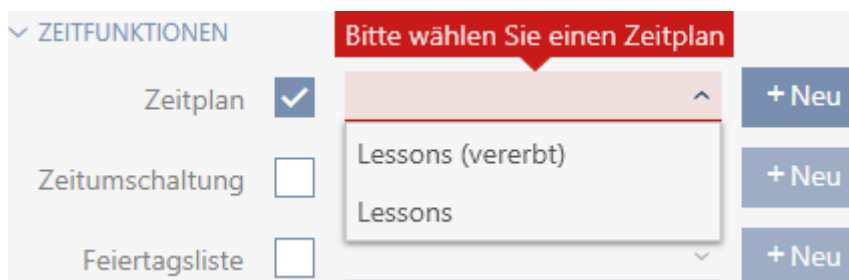 ZEITFUNKTIONEN
Bitte wählen Sie einen Zeitplan
Zeitplan
+ Neu
Lessons (vererbt)
Zeitumschaltung
+ Neu
Lessons
Feiertagsliste
+ Neu